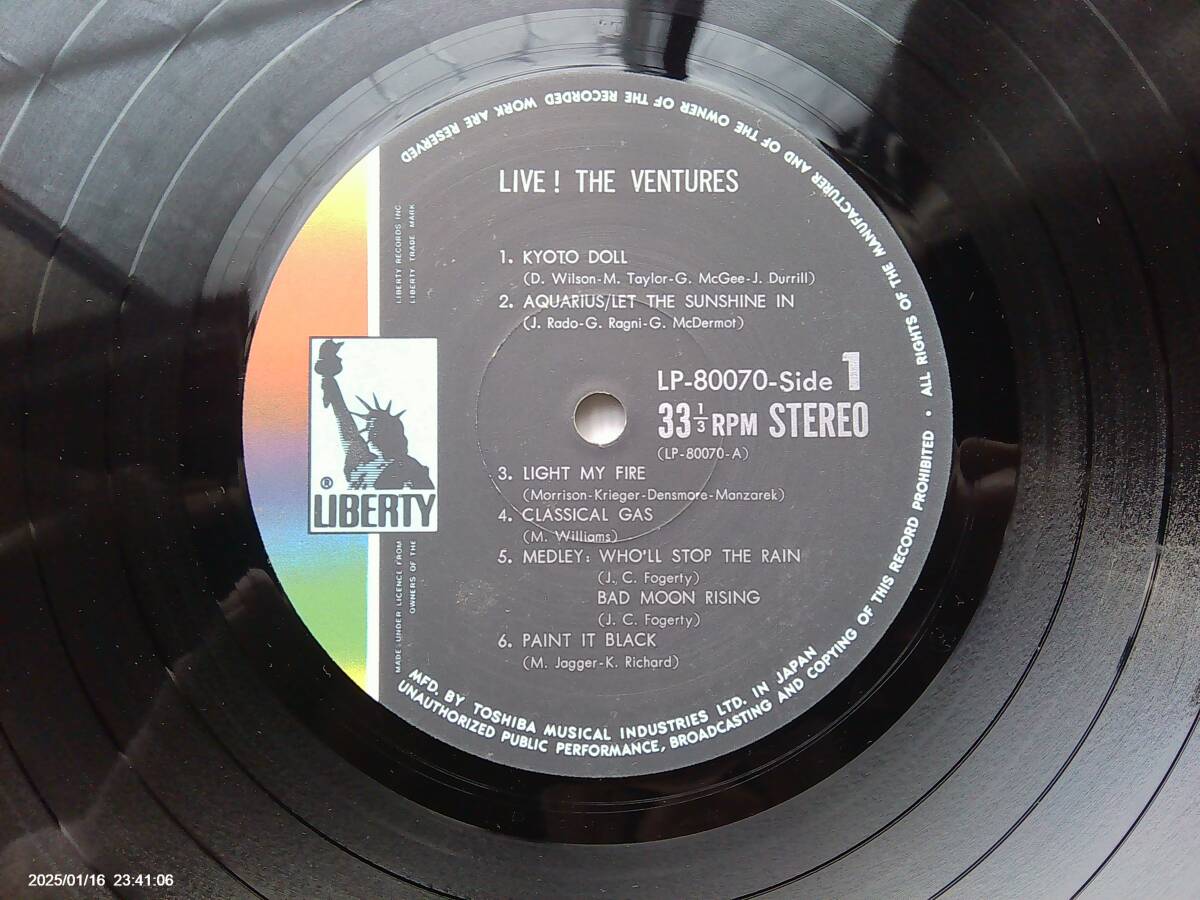 LIVE! THE VENTURES
1. KYOTO DOLL
(D. Wilson-M. Taylor-G. McGee-J. Durrill)
2. AQUARIUS/LET THE SUNSHINE IN
(J. Rado-G. Ragni-G. McDermot)
LP-80070-Side 1
33 1/3 RPM STEREO
(LP-80070-A)
3. LIGHT MY FIRE
(Morrison-Krieger-Densmore-Manzarek)
4. CLASSICAL GAS
(M. Williams)
5. MEDLEY: WHO'LL STOP THE RAIN
(J. C. Fogerty)
BAD MOON RISING
(J. C. Fogerty)
6. PAINT IT BLACK
(M. Jagger-K. Richard)
® LIBERTY
MADE UNDER LICENCE FROM LIBERTY RECORDS INC.
OWNERS OF THE LIBERTY TRADE MARK
MFD. BY TOSHIBA MUSICAL INDUSTRIES LTD. IN JAPAN
UNAUTHORIZED PUBLIC PERFORMANCE, BROADCASTING AND COPYING OF THIS RECORD PROHIBITED • ALL RIGHTS OF THE MANUFACTURER AND OF THE OWNER OF THE RECORDED WORK ARE RESERVED
2025/01/16 23:41:06